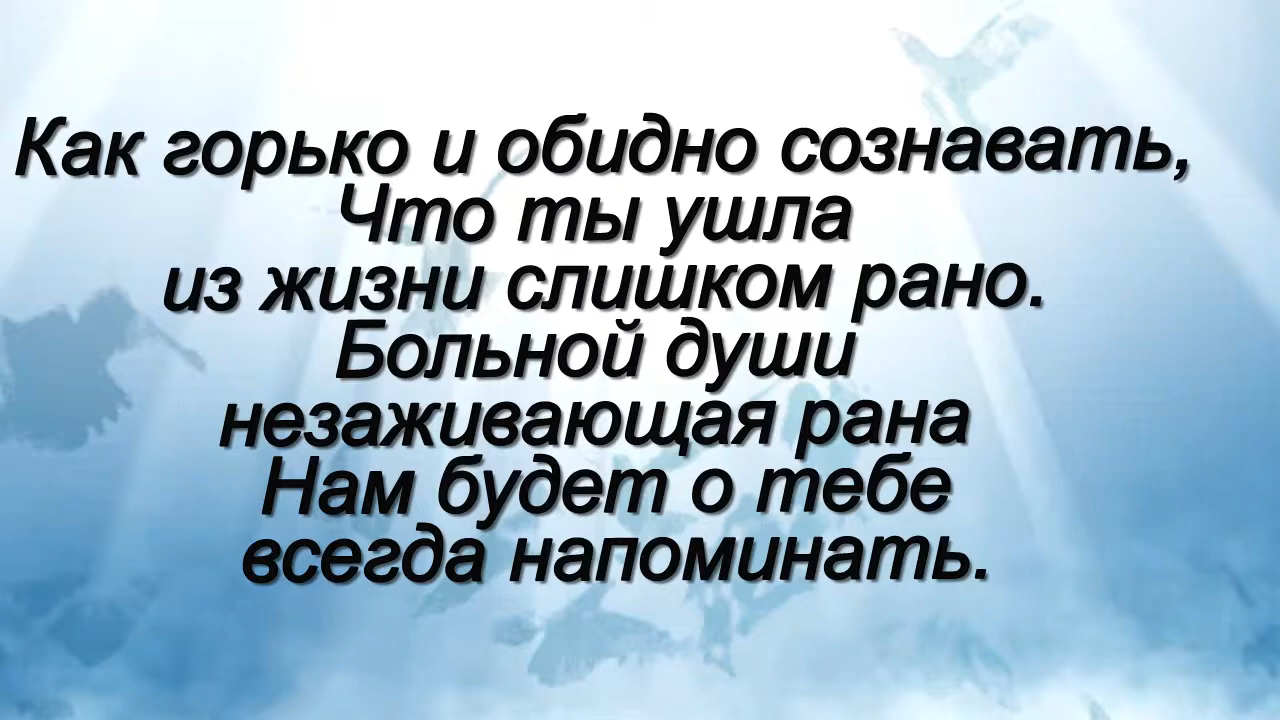 Как горько и обидно сознавать,
Что ты ушла
из жизни слишком рано.
Больной души
незаживающая рана
Нам будет о тебе
всегда напоминать.